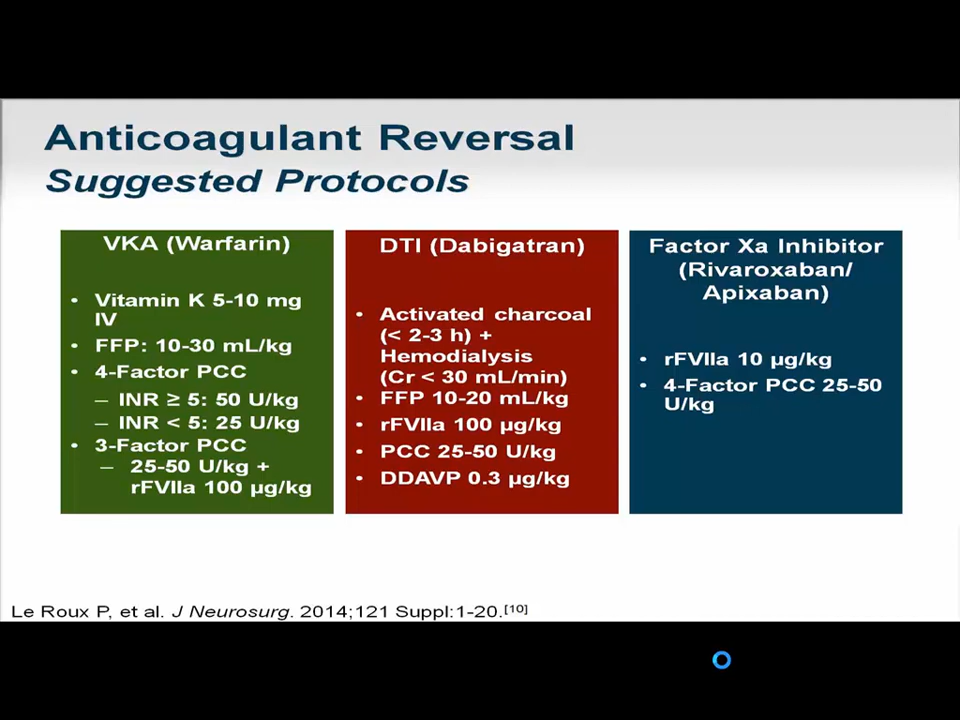 Anticoagulant Reversal
Suggested Protocols
VKA (Warfarin)
• Vitamin K 5-10 mg
IV
• FFP: 10-30 mL/kg
• 4-Factor PCC
– INR ≥ 5: 50 U/kg
– INR < 5: 25 U/kg
• 3-Factor PCC
– 25-50 U/kg +
rFVIIa 100 µg/kg
DTI (Dabigatran)
• Activated charcoal
(< 2-3 h) +
Hemodialysis
(Cr < 30 mL/min)
• FFP 10-20 mL/kg
• rFVIIa 100 µg/kg
• PCC 25-50 U/kg
• DDAVP 0.3 µg/kg
Factor Xa Inhibitor
(Rivaroxaban/
Apixaban)
• rFVIIa 10 µg/kg
• 4-Factor PCC 25-50
U/kg
Le Roux P, et al. J Neurosurg. 2014;121 Suppl:1-20.[10]